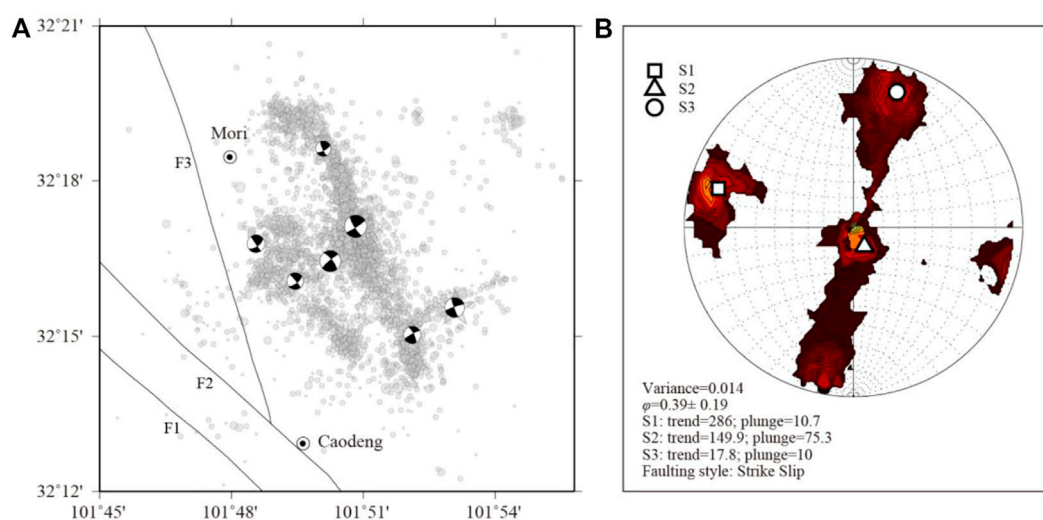 A
32°21'
32°18'
32°15'
32°12'
101°45'
101°48'
101°51'
101°54'
Mori
F3
F2
F1
Caodeng
B
S1
S2
S3
Variance=0.014
φ=0.39± 0.19
S1: trend=286; plunge=10.7
S2: trend=149.9; plunge=75.3
S3: trend=17.8; plunge=10
Faulting style: Strike Slip